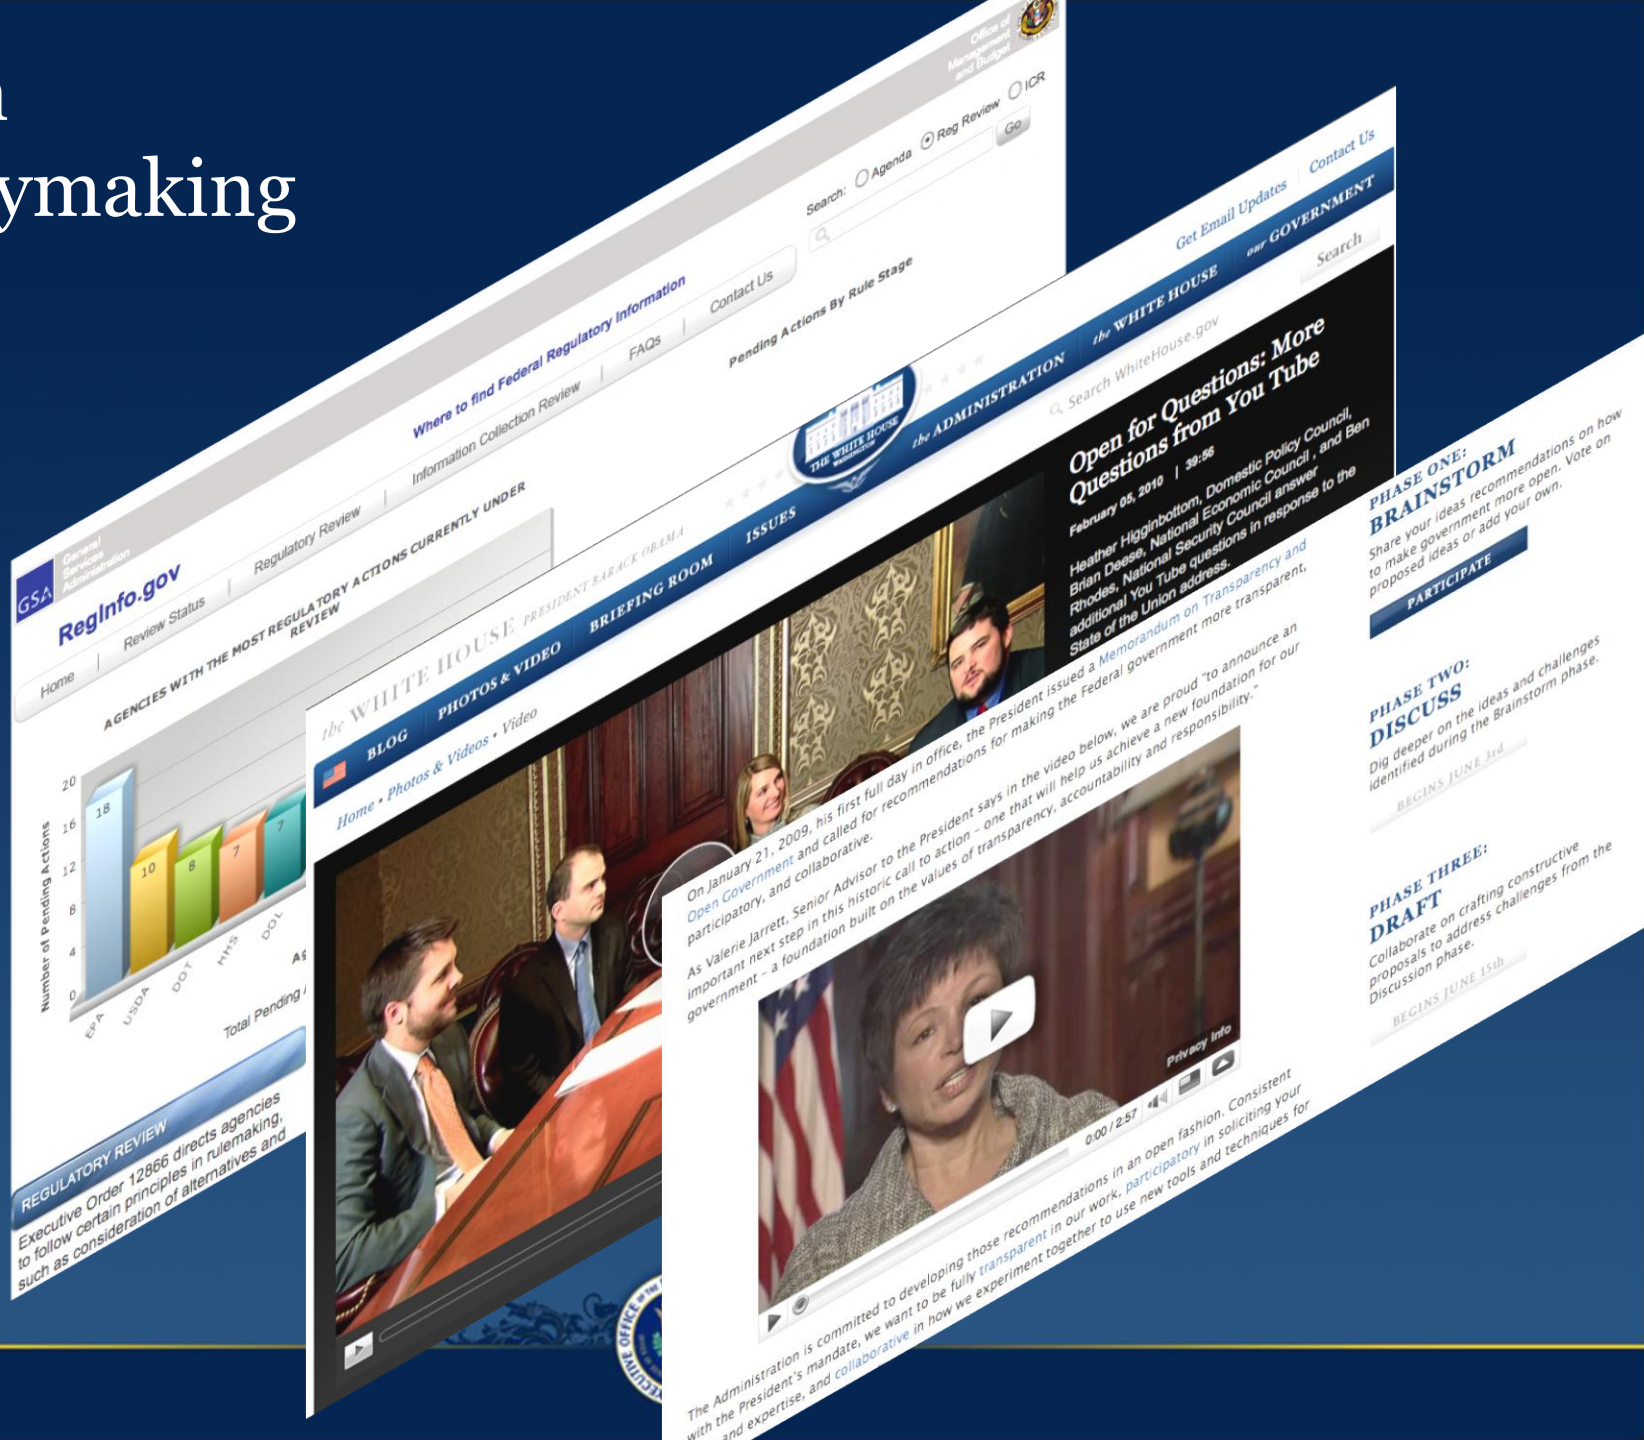 ymaking
Office of
Management
and Budget
GSA
General
Services
Administration
RegInfo.gov
Where to find Federal Regulatory Information
Search: Agenda Reg Review ICR
Go
Home
Review Status
Regulatory Review
Information Collection Review
FAQs
Contact Us
AGENCIES WITH THE MOST REGULATORY ACTIONS CURRENTLY UNDER
REVIEW
Pending Actions By Rule Stage
Number of Pending Actions
20
16
12
8
4
0
18
10
8
7
7
EPA
USDA
DOT
HHS
DOL
Total Pending
REGULATORY REVIEW
Executive Order 12866 directs agencies
to follow certain principles in rulemaking,
such as consideration of alternatives and
Get Email Updates
Contact Us
the WHITE HOUSE PRESIDENT BARACK OBAMA
THE WHITE HOUSE
WASHINGTON
BLOG
PHOTOS & VIDEO
BRIEFING ROOM
ISSUES
the ADMINISTRATION
the WHITE HOUSE
our GOVERNMENT
Home • Photos & Videos • Video
Search WhiteHouse.gov
Search
Open for Questions: More
Questions from You Tube
February 05, 2010 | 39:56
Heather Higginbottom, Domestic Policy Council,
Brian Deese, National Economic Council , and Ben
Rhodes, National Security Council answer
additional You Tube questions in response to the
State of the Union address.
On January 21, 2009, his first full day in office, the President issued a Memorandum on Transparency and
Open Government and called for recommendations for making the Federal government more transparent,
participatory, and collaborative.
As Valerie Jarrett, Senior Advisor to the President says in the video below, we are proud "to announce an
important next step in this historic call to action – one that will help us achieve a new foundation for our
government – a foundation built on the values of transparency, accountability and responsibility."
Privacy Info
0:00 / 2:57
The Administration is committed to developing those recommendations in an open fashion. Consistent
with the President's mandate, we want to be fully transparent in our work, participatory in soliciting your
and expertise, and collaborative in how we experiment together to use new tools and techniques for
PHASE ONE:
BRAINSTORM
Share your ideas recommendations on how
to make government more open. Vote on
proposed ideas or add your own.
PARTICIPATE
PHASE TWO:
DISCUSS
Dig deeper on the ideas and challenges
identified during the Brainstorm phase.
BEGINS JUNE 3rd
PHASE THREE:
DRAFT
Collaborate on crafting constructive
proposals to address challenges from the
Discussion phase.
BEGINS JUNE 15th
EXECUTIVE OFFICE OF THE